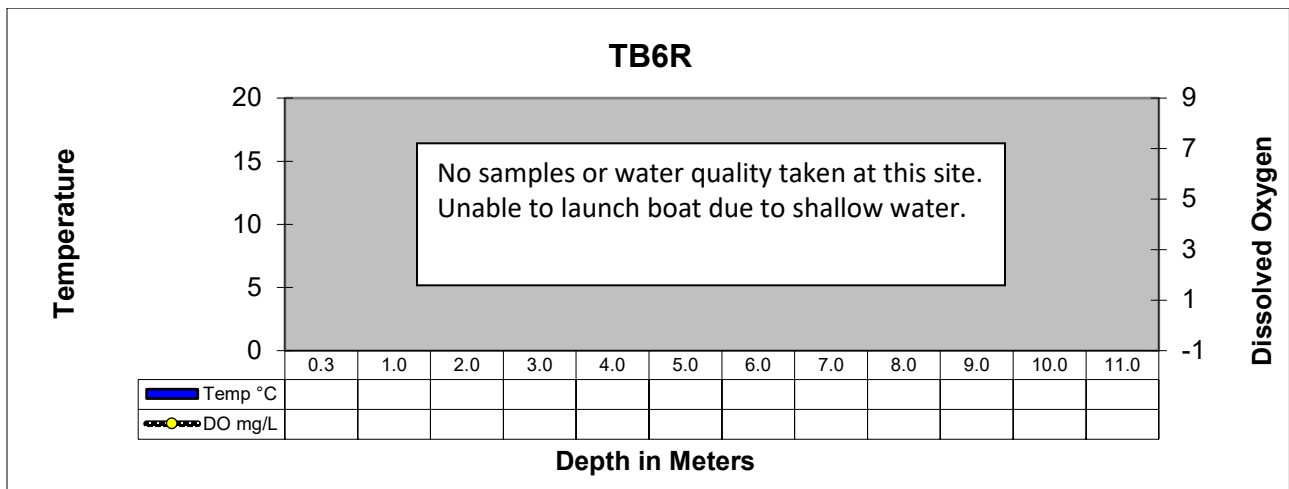 TB6R
20
15
10
5
0
Temperature
No samples or water quality taken at this site.
Unable to launch boat due to shallow water.
9
7
5
3
1
-1
Dissolved Oxygen
0.3 1.0 2.0 3.0 4.0 5.0 6.0 7.0 8.0 9.0 10.0 11.0
Temp °C
DO mg/L
Depth in Meters